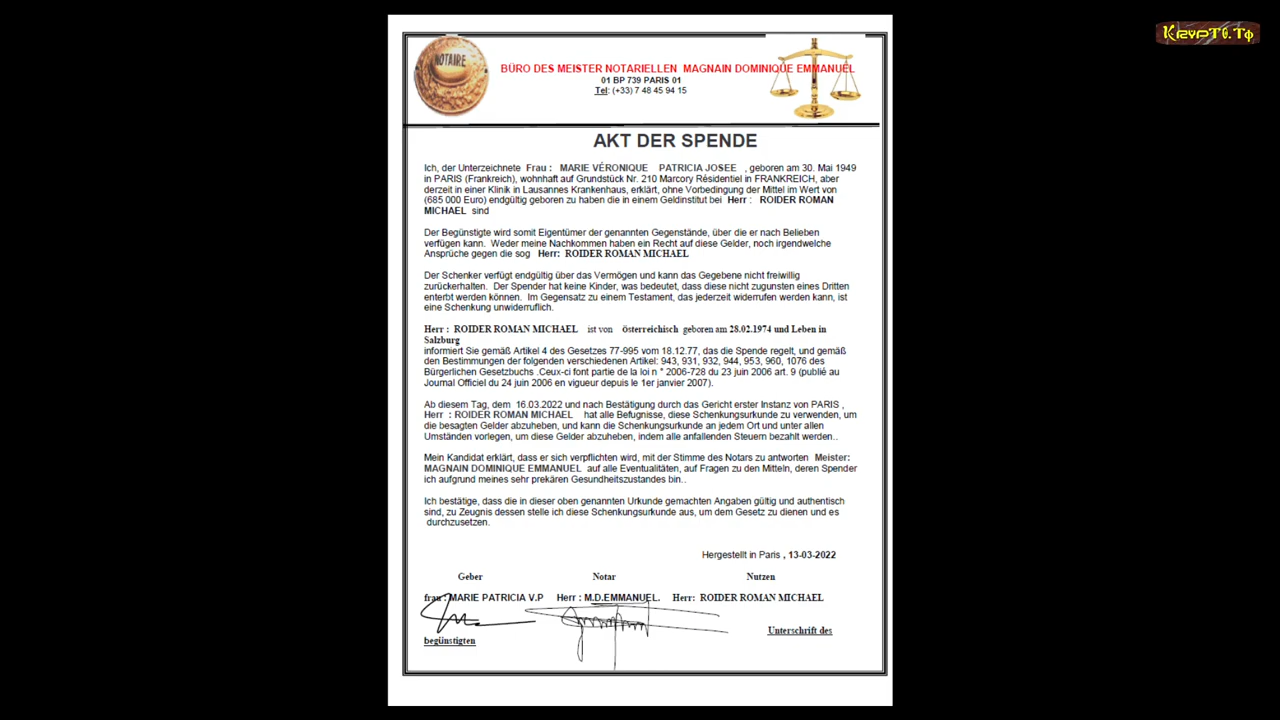 KrypTo.To
NOTAIRE
BÜRO DES MEISTER NOTARIELLEN MAGNAIN DOMINIQUE EMMANUEL
01 BP 739 PARIS 01
Tel: (+33) 7 48 45 94 15
AKT DER SPENDE
Ich, der Unterzeichnete Frau : MARIE VÉRONIQUE PATRICIA JOSEE , geboren am 30. Mai 1949
in PARIS (Frankreich), wohnhaft auf Grundstück Nr. 210 Marcory Résidentiel in FRANKREICH, aber
derzeit in einer Klinik in Lausannes Krankenhaus, erklärt, ohne Vorbedingung der Mittel im Wert von
(685 000 Euro) endgültig geboren zu haben die in einem Geldinstitut bei Herr : ROIDER ROMAN
MICHAEL sind
Der Begünstigte wird somit Eigentümer der genannten Gegenstände, über die er nach Belieben
verfügen kann. Weder meine Nachkommen haben ein Recht auf diese Gelder, noch irgendwelche
Ansprüche gegen die sog Herr: ROIDER ROMAN MICHAEL
Der Schenker verfügt endgültig über das Vermögen und kann das Gegebene nicht freiwillig
zurückerhalten. Der Spender hat keine Kinder, was bedeutet, dass diese nicht zugunsten eines Dritten
enterbt werden können. Im Gegensatz zu einem Testament, das jederzeit widerrufen werden kann, ist
eine Schenkung unwiderruflich.
Herr : ROIDER ROMAN MICHAEL ist von österreichisch geboren am 28.02.1974 und Leben in
Salzburg
informiert Sie gemäß Artikel 4 des Gesetzes 77-995 vom 18.12.77, das die Spende regelt, und gemäß
den Bestimmungen der folgenden verschiedenen Artikel: 943, 931, 932, 944, 953, 960, 1076 des
Bürgerlichen Gesetzbuchs .Ceux-ci font partie de la loi n ° 2006-728 du 23 juin 2006 art. 9 (publié au
Journal Officiel du 24 juin 2006 en vigueur depuis le 1er janvier 2007).
Ab diesem Tag, dem 16.03.2022 und nach Bestätigung durch das Gericht erster Instanz von PARIS ,
Herr : ROIDER ROMAN MICHAEL hat alle Befugnisse, diese Schenkungsurkunde zu verwenden, um
die besagten Gelder abzuheben, und kann die Schenkungsurkunde an jedem Ort und unter allen
Umständen vorlegen, um diese Gelder abzuheben, indem alle anfallenden Steuern bezahlt werden..
Mein Kandidat erklärt, dass er sich verpflichten wird, mit der Stimme des Notars zu antworten Meister:
MAGNAIN DOMINIQUE EMMANUEL auf alle Eventualitäten, auf Fragen zu den Mitteln, deren Spender
ich aufgrund meines sehr prekären Gesundheitszustandes bin..
Ich bestätige, dass die in dieser oben genannten Urkunde gemachten Angaben gültig und authentisch
sind, zu Zeugnis dessen stelle ich diese Schenkungsurkunde aus, um dem Gesetz zu dienen und es
durchzusetzen.
Hergestellt in Paris , 13-03-2022
Geber Notar Nutzen
frau : MARIE PATRICIA V.P Herr : M.D.EMMANUEL. Herr: ROIDER ROMAN MICHAEL
Unterschrift des
begünstigten